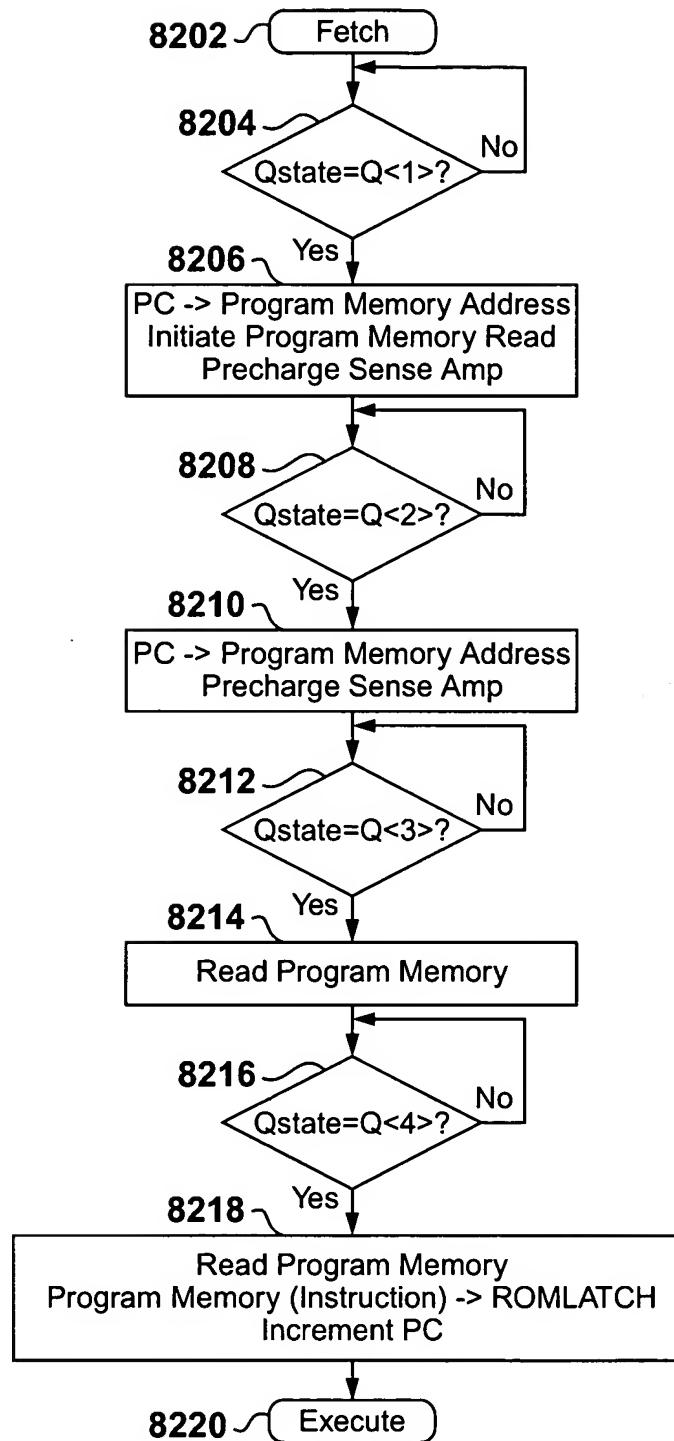 8202 Fetch
8204
Qstate=Q<1>?
No
Yes
8206
PC -> Program Memory Address
Initiate Program Memory Read
Precharge Sense Amp
8208
Qstate=Q<2>?
No
Yes
8210
PC -> Program Memory Address
Precharge Sense Amp
8212
Qstate=Q<3>?
No
Yes
8214
Read Program Memory
8216
Qstate=Q<4>?
No
Yes
8218
Read Program Memory
Program Memory (Instruction) -> ROMLATCH
Increment PC
8220 Execute